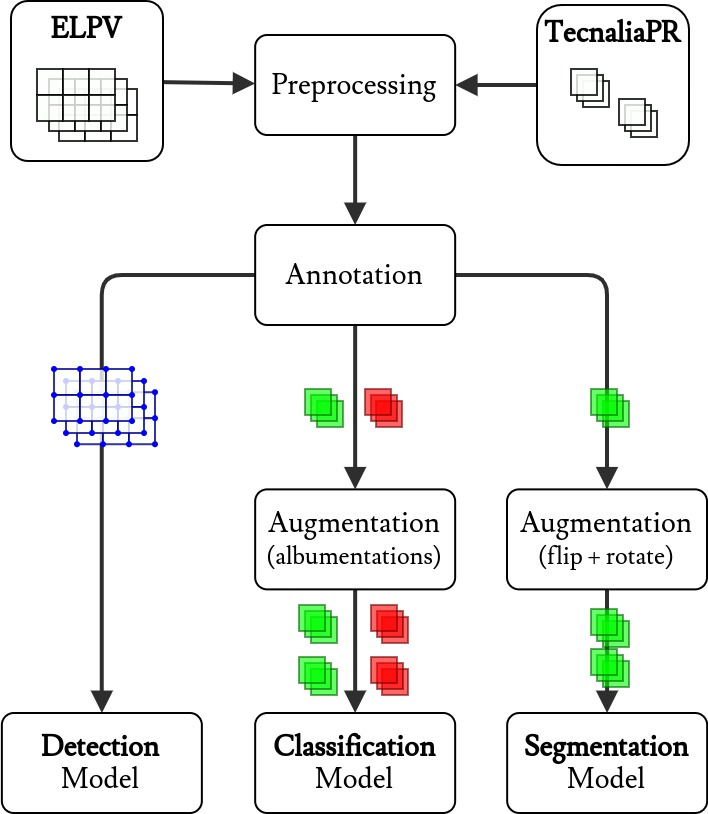 ELPV
TecnaliaPR
Preprocessing
Annotation
Augmentation
(albumentations)
Augmentation
(flip + rotate)
Detection
Model
Classification
Model
Segmentation
Model